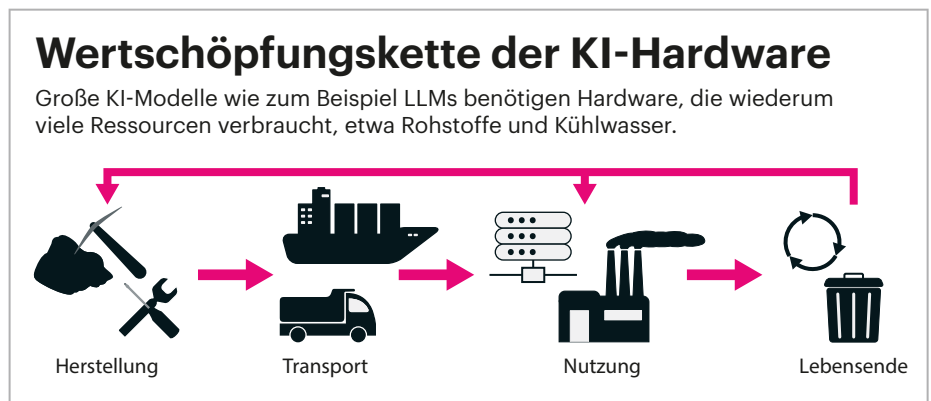 Wertschöpfungskette der KI-Hardware
Große KI-Modelle wie zum Beispiel LLMs benötigen Hardware, die wiederum
viele Ressourcen verbraucht, etwa Rohstoffe und Kühlwasser.
Herstellung
Transport
Nutzung
Lebensende